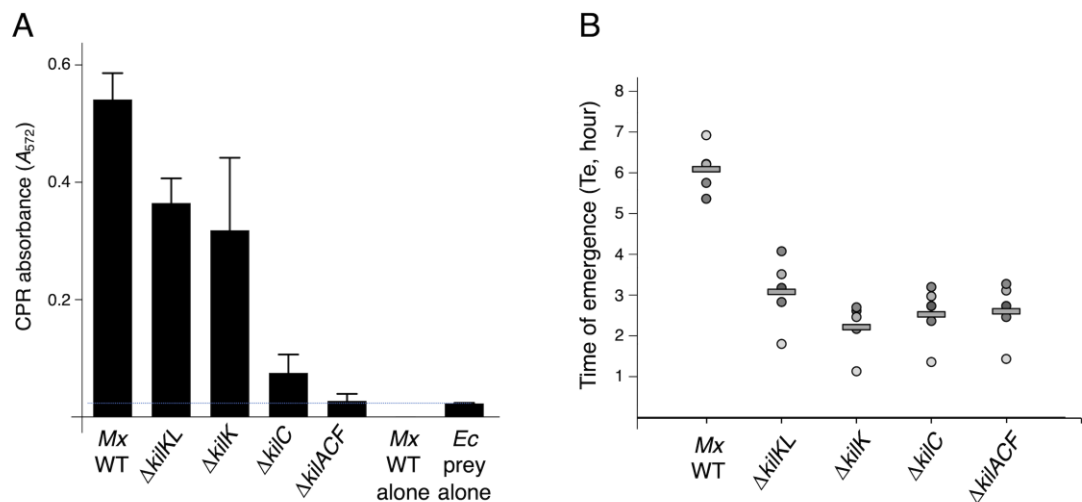 A
CPR absorbance (A572)
0.6
0.4
0.2
Mx
WT
ΔkilKL
ΔkilK
ΔkilC
ΔkilACF
Mx
WT
alone
Ec
prey
alone
B
Time of emergence (Te, hour)
8
7
6
5
4
3
2
1
Mx
WT
ΔkilKL
ΔkilK
ΔkilC
ΔkilACF